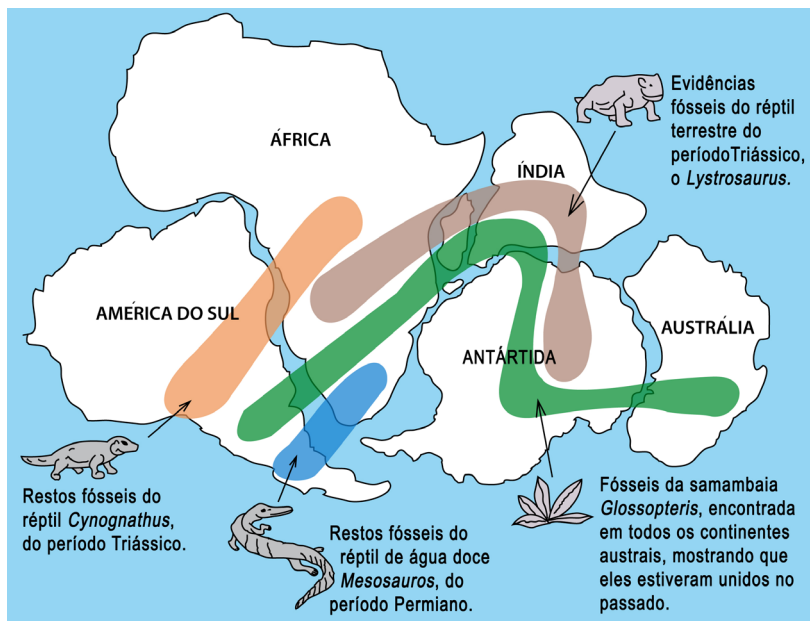 Evidências
fósseis do réptil
terrestre do
períodoTriássico,
o Lystrosaurus.
ÁFRICA
ÍNDIA
AMÉRICA DO SUL
ANTÁRTIDA
AUSTRÁLIA
Restos fósseis do
réptil Cynognathus,
do período Triássico.
Restos fósseis do
réptil de água doce
Mesosauros, do
período Permiano.
Fósseis da samambaia
Glossopteris, encontrada
em todos os continentes
austrais, mostrando que
eles estiveram unidos no
passado.